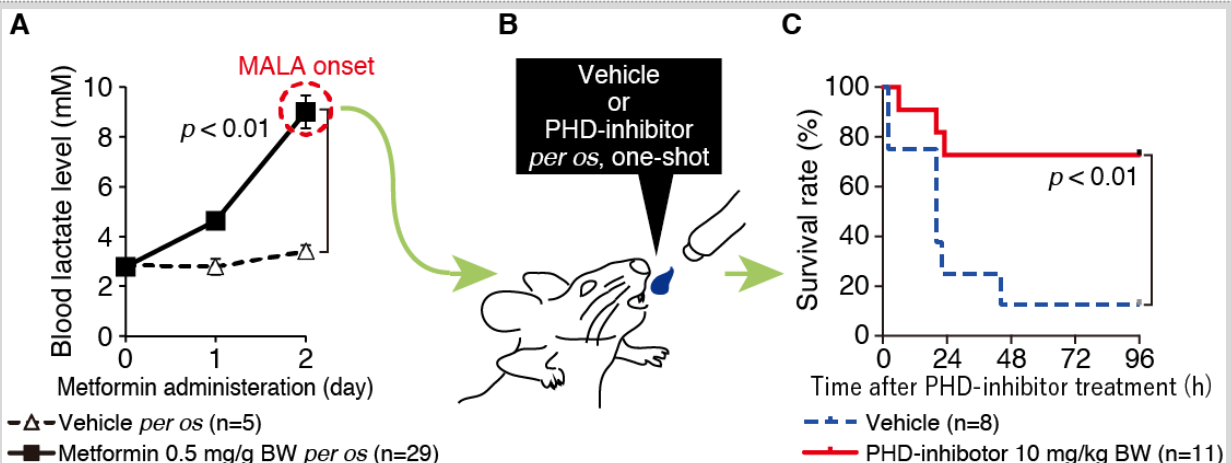 A
MALA onset
p < 0.01
Blood lactate level (mM)
10
8
6
4
2
0
0 1 2
Metformin administeration (day)
Vehicle per os (n=5)
Metformin 0.5 mg/g BW per os (n=29)
B
Vehicle
or
PHD-inhibitor
per os, one-shot
C
Survival rate (%)
100
80
60
40
20
0
p < 0.01
0 24 48 72 96
Time after PHD-inhibitor treatment (h)
Vehicle (n=8)
PHD-inhibotor 10 mg/kg BW (n=11)